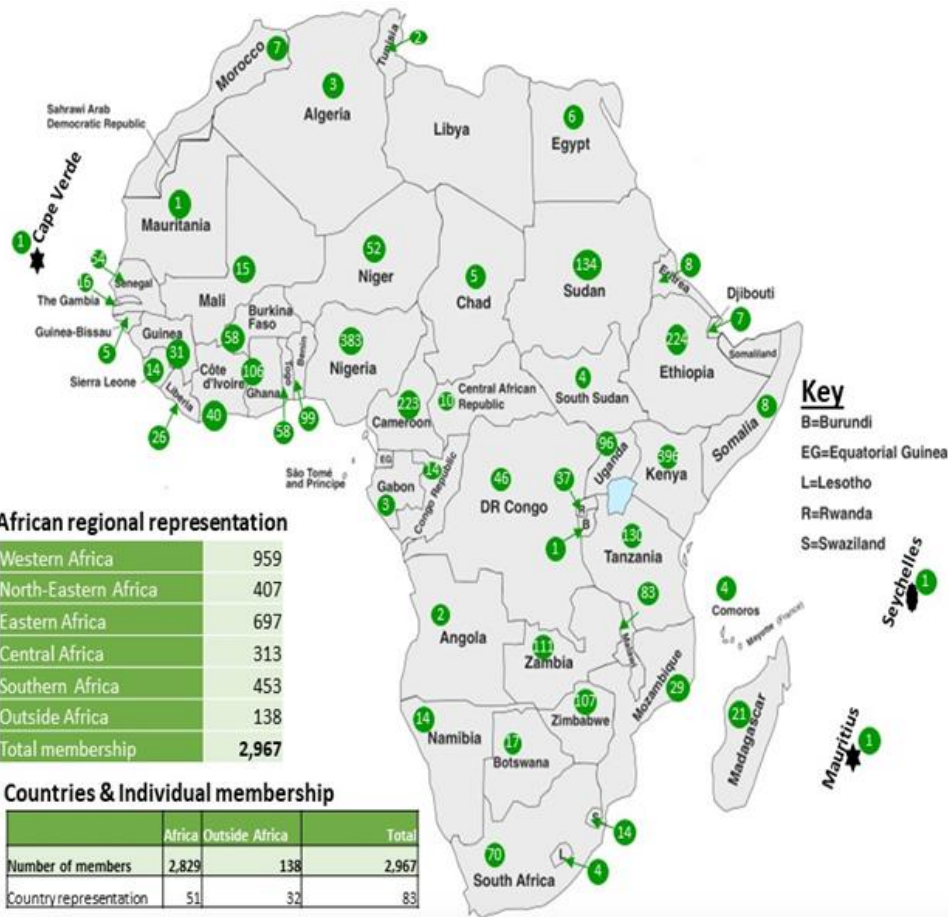 Morocco
7
Tunisia
2
3
Algeria
Libya
6
Egypt
Sahrawi Arab
Democratic Republic
Cape Verde
1
1
Mauritania
54
Senegal
16
The Gambia
Guinea-Bissau
5
15
Mali
52
Niger
5
Chad
134
Sudan
8
Eritrea
Djibouti
7
224
Ethiopia
Somaliland
8
Somalia
Guinea
31
14
Sierra Leone
Liberia
26
Burkina
Faso
58
Côte
d'Ivoire
40
106
Ghana
Togo
58
Benin
99
383
Nigeria
223
Cameroon
10
Central African
Republic
4
South Sudan
96
Uganda
396
Kenya
EG
São Tomé
and Príncipe
Gabon
3
14
Congo Republic
46
DR Congo
37
R
B
1
130
Tanzania
83
Malawi
4
Comoros
Mayotte (France)
Seychelles
1
2
Angola
111
Zambia
Mozambique
29
107
Zimbabwe
14
Namibia
17
Botswana
21
Madagascar
Mauritius
1
70
South Africa
S
14
L
4
Key
B=Burundi
EG=Equatorial Guinea
L=Lesotho
R=Rwanda
S=Swaziland
African regional representation
Western Africa 959
North-Eastern Africa 407
Eastern Africa 697
Central Africa 313
Southern Africa 453
Outside Africa 138
Total membership 2,967
Countries & Individual membership
Africa Outside Africa Total
Number of members 2,829 138 2,967
Country representation 51 32 83